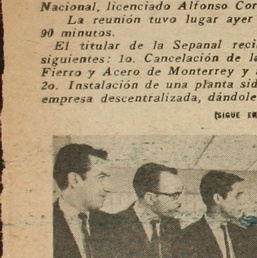 Nacional, licenciado Alfonso Cor
La reunión tuvo lugar ayer
90 minutos.
El titular de la Sepanal reci
siguientes: 1o. Cancelación de la
Fierro y Acero de Monterrey y
2o. Instalación de una planta sid
empresa descentralizada, dándole
(SIGUE EN